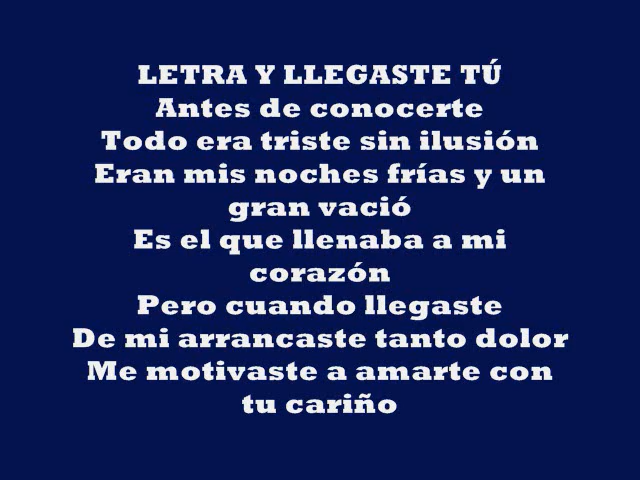 LETRA Y LLEGASTE TÚ
Antes de conocerte
Todo era triste sin ilusión
Eran mis noches frías y un
gran vació
Es el que llenaba a mi
corazón
Pero cuando llegaste
De mi arrancaste tanto dolor
Me motivaste a amarte con
tu cariño